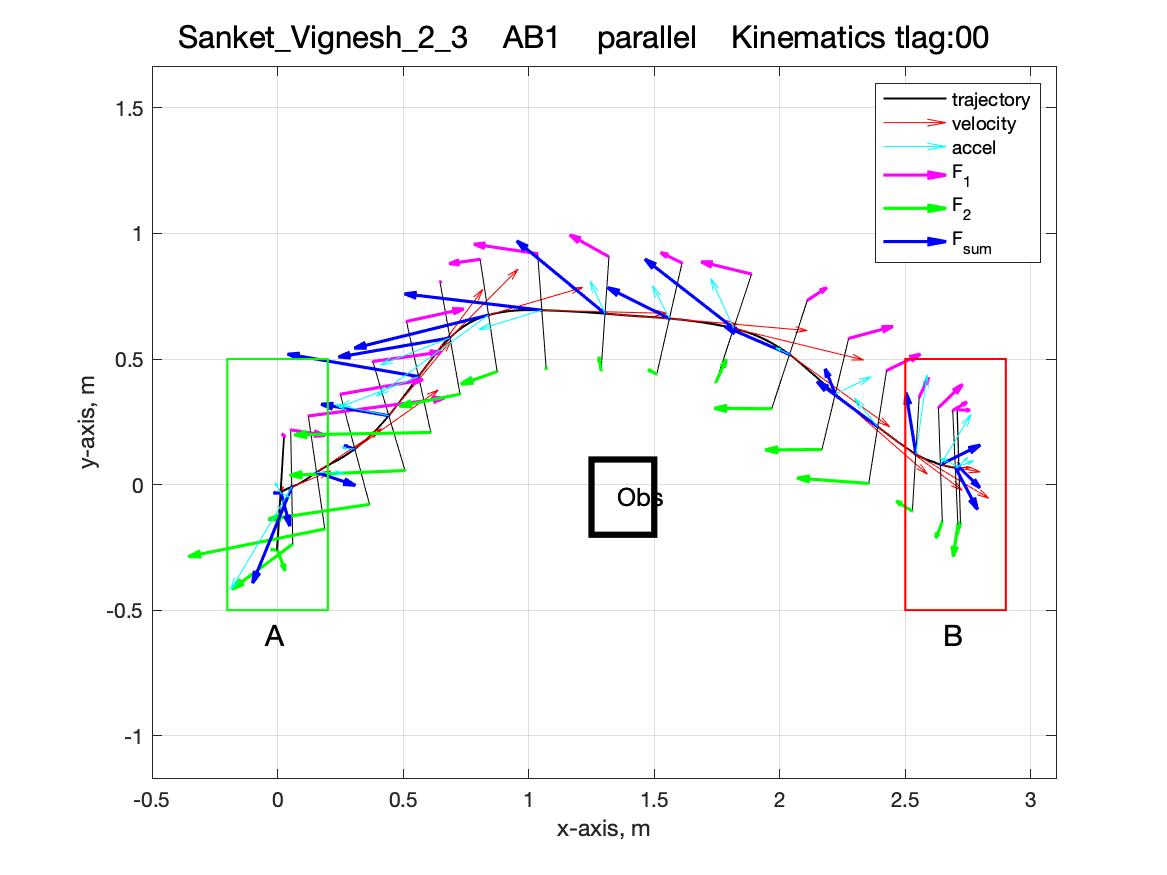 Sanket_Vignesh_2_3 AB1 parallel Kinematics tlag:00
trajectory
velocity
accel
F1
F2
Fsum
1.5
1
0.5
0
-0.5
-1
y-axis, m
Obs
A
B
-0.5 0 0.5 1 1.5 2 2.5 3
x-axis, m